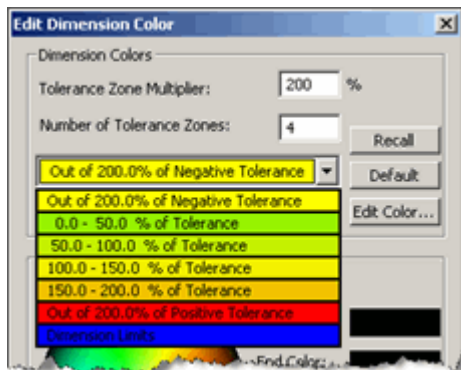 Edit Dimension Color
Dimension Colors
Tolerance Zone Multiplier: 200 %
Number of Tolerance Zones: 4
Recall
Out of 200.0% of Negative Tolerance
Default
Out of 200.0% of Negative Tolerance
Edit Color...
0.0 - 50.0 % of Tolerance
50.0 - 100.0 % of Tolerance
100.0 - 150.0 % of Tolerance
150.0 - 200.0 % of Tolerance
Out of 200.0% of Positive Tolerance
Dimension Limits
End Color: